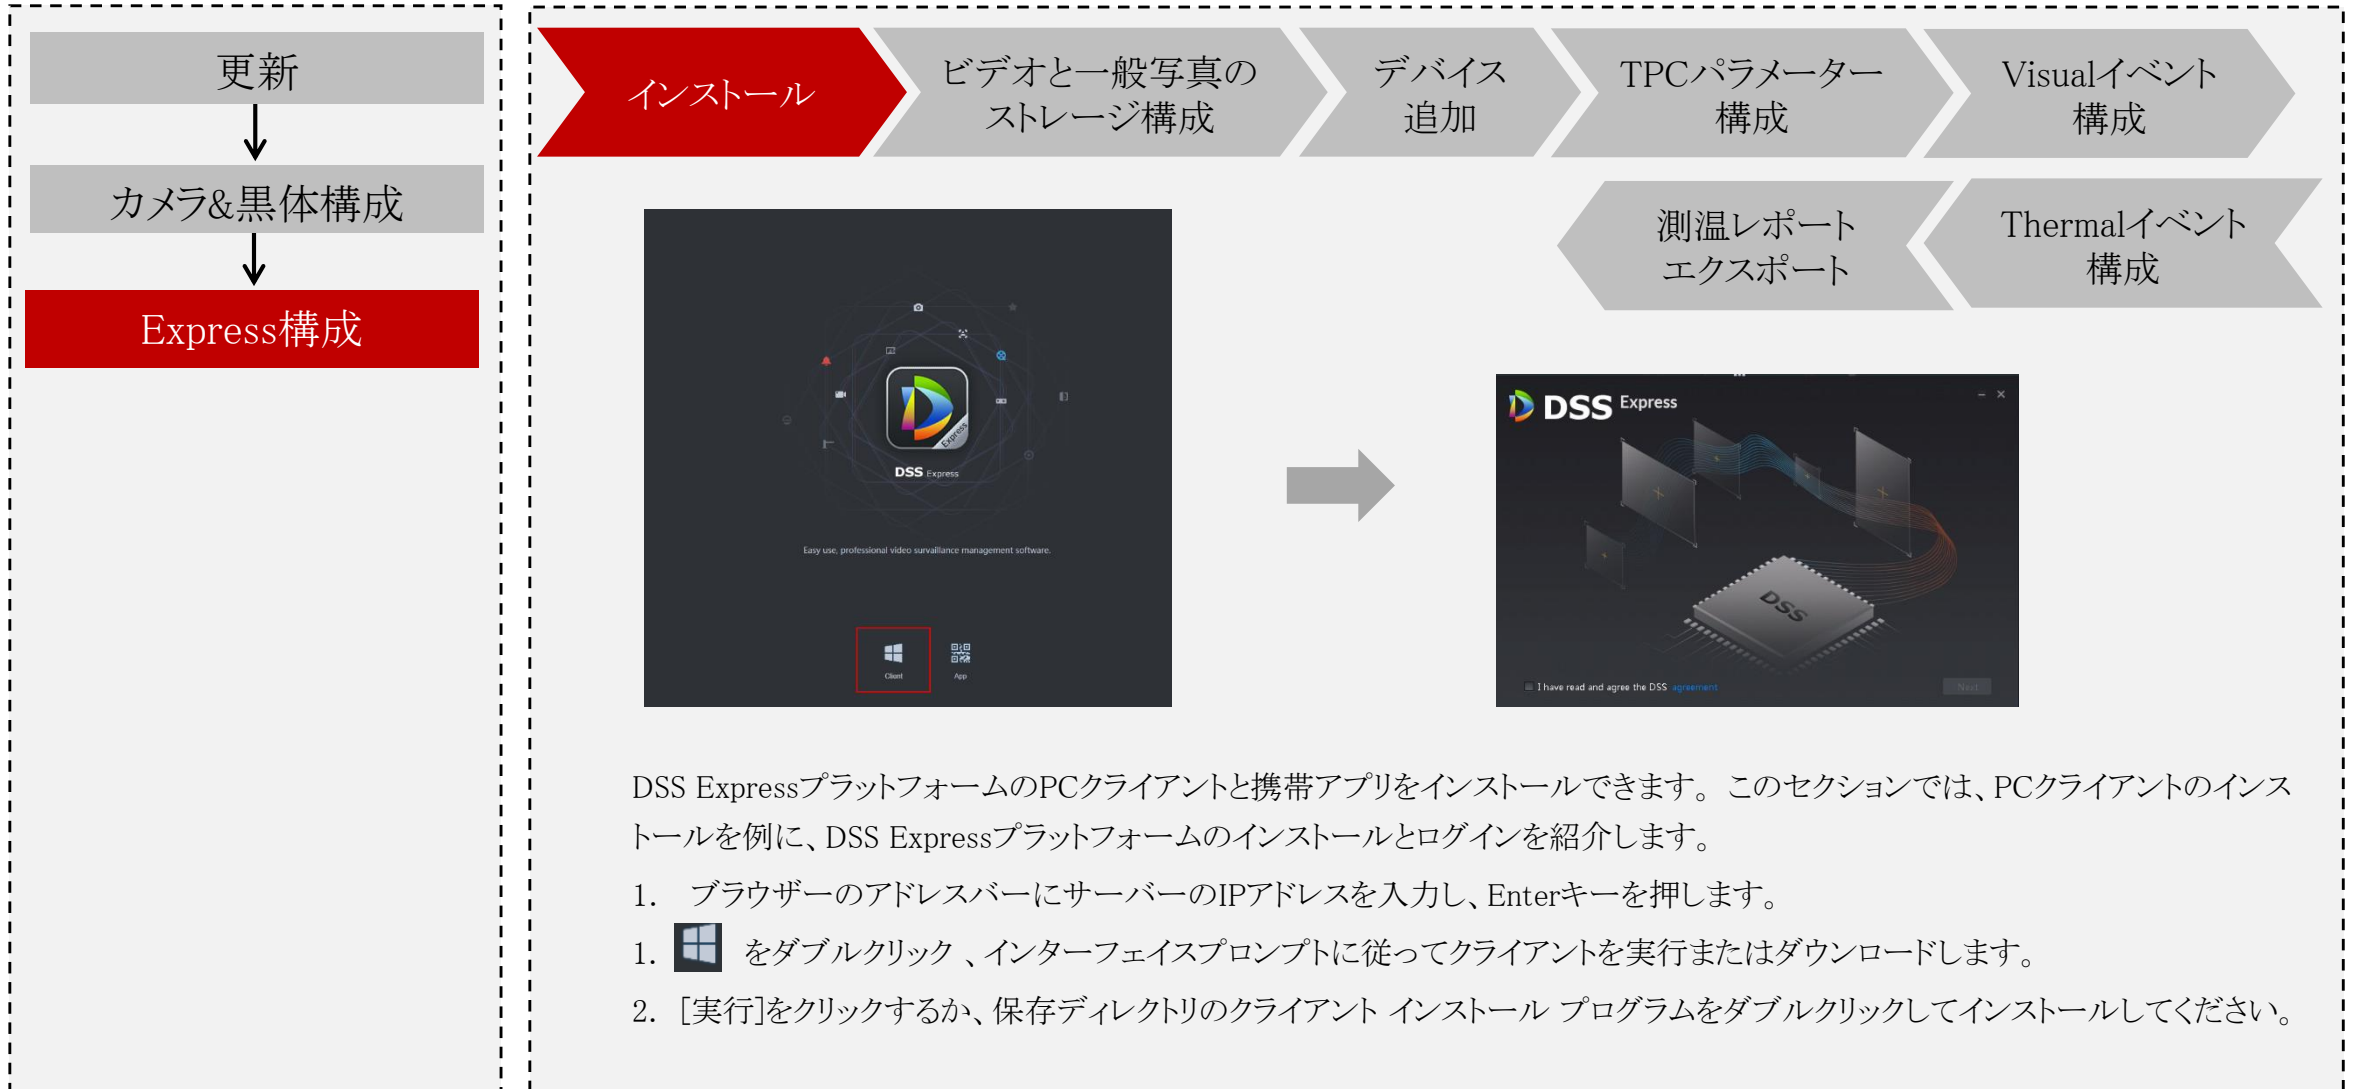 更新
カメラ&黒体構成
Express構成
インストール
ビデオと一般写真の
ストレージ構成
デバイス
追加
TPCパラメーター
構成
Visualイベント
構成
Thermalイベント
構成
測温レポート
エクスポート
Express
DSS Express
Easy use, professional video survaillance management software.
Client
App
DSS Express
DSS
I have read and agree the DSS agreement
Next
DSS ExpressプラットフォームのPCクライアントと携帯アプリをインストールできます。このセクションでは、PCクライアントのインス
トールを例に、DSS Expressプラットフォームのインストールとログインを紹介します。
1. ブラウザーのアドレスバーにサーバーのIPアドレスを入力し、Enterキーを押します。
1. をダブルクリック 、インターフェイスプロンプトに従ってクライアントを実行またはダウンロードします。
2. [実行]をクリックするか、保存ディレクトリのクライアント インストール プログラムをダブルクリックしてインストールしてください。